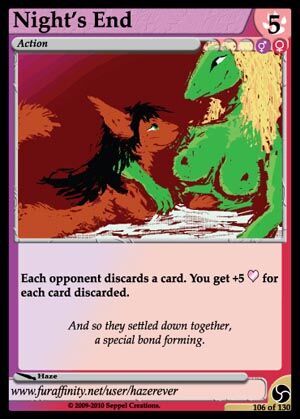 Night's End
5
Action
Each opponent discards a card. You get +5 ♡ for
each card discarded.
And so they settled down together,
a special bond forming.
Haze
www.furaffinity.net/user/hazerever
© 2009-2010 Seppel Creations.
106 of 130